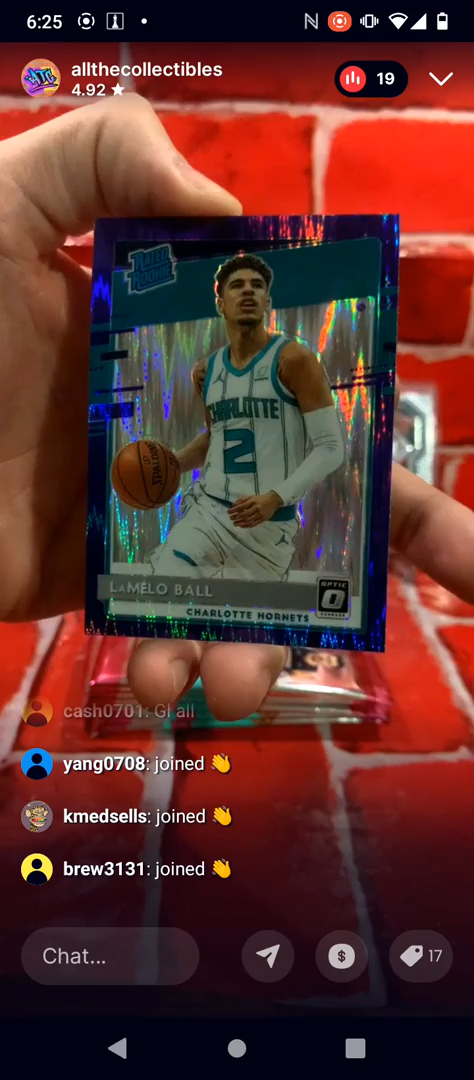 6:25
allthecollectibles
4.92 ★
19
RATED
ROOKIE
CHARLOTTE
2
SPALDING
LaMELO BALL
OPTIC
CHARLOTTE HORNETS
cash0701: Gl all
yang0708: joined 👋
kmedsells: joined 👋
brew3131: joined 👋
Chat...
$
17